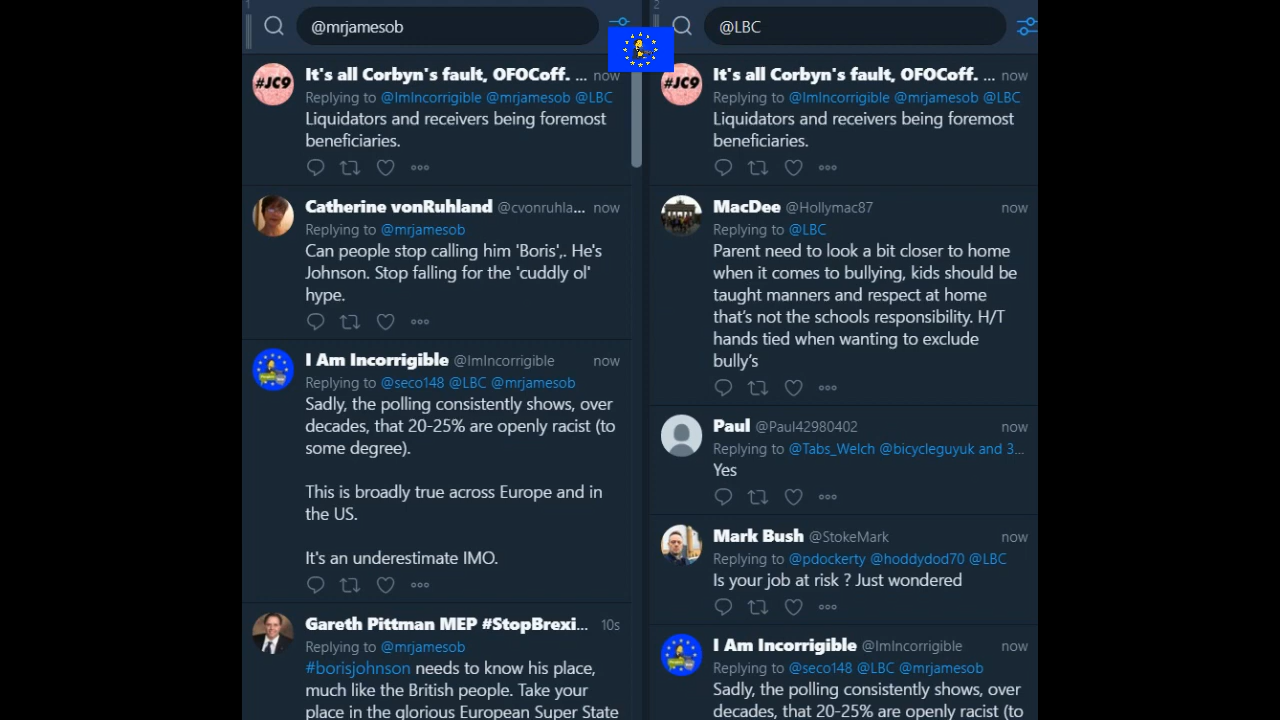 1
@mrjamesob
#JC9
It's all Corbyn's fault, OFOCoff. ... now
Replying to @ImIncorrigible @mrjamesob @LBC
Liquidators and receivers being foremost
beneficiaries.
Catherine vonRuhland @cvonruhla... now
Replying to @mrjamesob
Can people stop calling him 'Boris',. He's
Johnson. Stop falling for the 'cuddly ol'
hype.
I Am Incorrigible @ImIncorrigible now
Replying to @seco148 @LBC @mrjamesob
Sadly, the polling consistently shows, over
decades, that 20-25% are openly racist (to
some degree).
This is broadly true across Europe and in
the US.
It's an underestimate IMO.
Gareth Pittman MEP #StopBrexi... 10s
Replying to @mrjamesob
#borisjohnson needs to know his place,
much like the British people. Take your
place in the glorious European Super State
2
@LBC
#JC9
It's all Corbyn's fault, OFOCoff. ... now
Replying to @ImIncorrigible @mrjamesob @LBC
Liquidators and receivers being foremost
beneficiaries.
MacDee @Hollymac87 now
Replying to @LBC
Parent need to look a bit closer to home
when it comes to bullying, kids should be
taught manners and respect at home
that's not the schools responsibility. H/T
hands tied when wanting to exclude
bully's
Paul @Paul42980402 now
Replying to @Tabs_Welch @bicycleguyuk and 3...
Yes
Mark Bush @StokeMark now
Replying to @pdockerty @hoddydod70 @LBC
Is your job at risk ? Just wondered
I Am Incorrigible @ImIncorrigible now
Replying to @seco148 @LBC @mrjamesob
Sadly, the polling consistently shows, over
decades, that 20-25% are openly racist (to